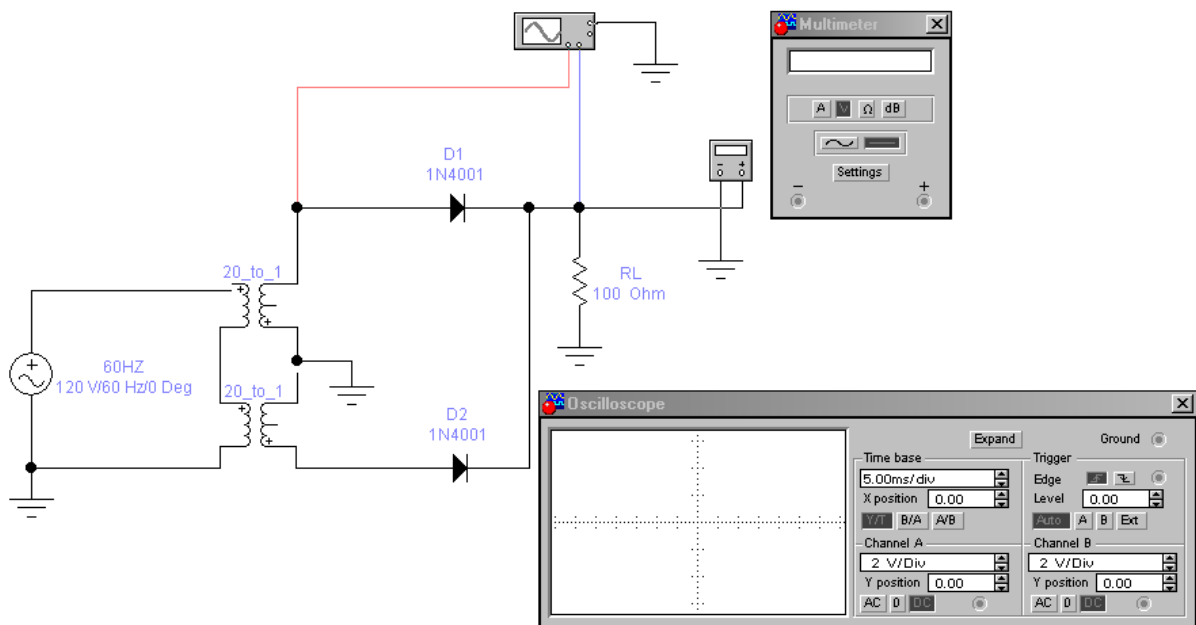 Multimeter
A V Ω dB
Settings
- +
- +
D1
1N4001
20_to_1
RL
100 Ohm
60HZ
120 V/60 Hz/0 Deg
20_to_1
D2
1N4001
Oscilloscope
Expand
Ground
Time base
5.00ms/div
X position 0.00
Y/T B/A A/B
Trigger
Edge
Level 0.00
Auto A B Ext
Channel A
2 V/Div
Y position 0.00
AC 0 DC
Channel B
2 V/Div
Y position 0.00
AC 0 DC